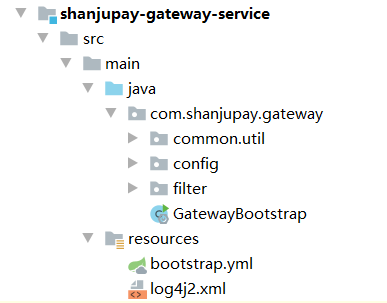 shanjupay-gateway-service
src
main
java
com.shanjupay.gateway
common.util
config
filter
GatewayBootstrap
resources
bootstrap.yml
log4j2.xml